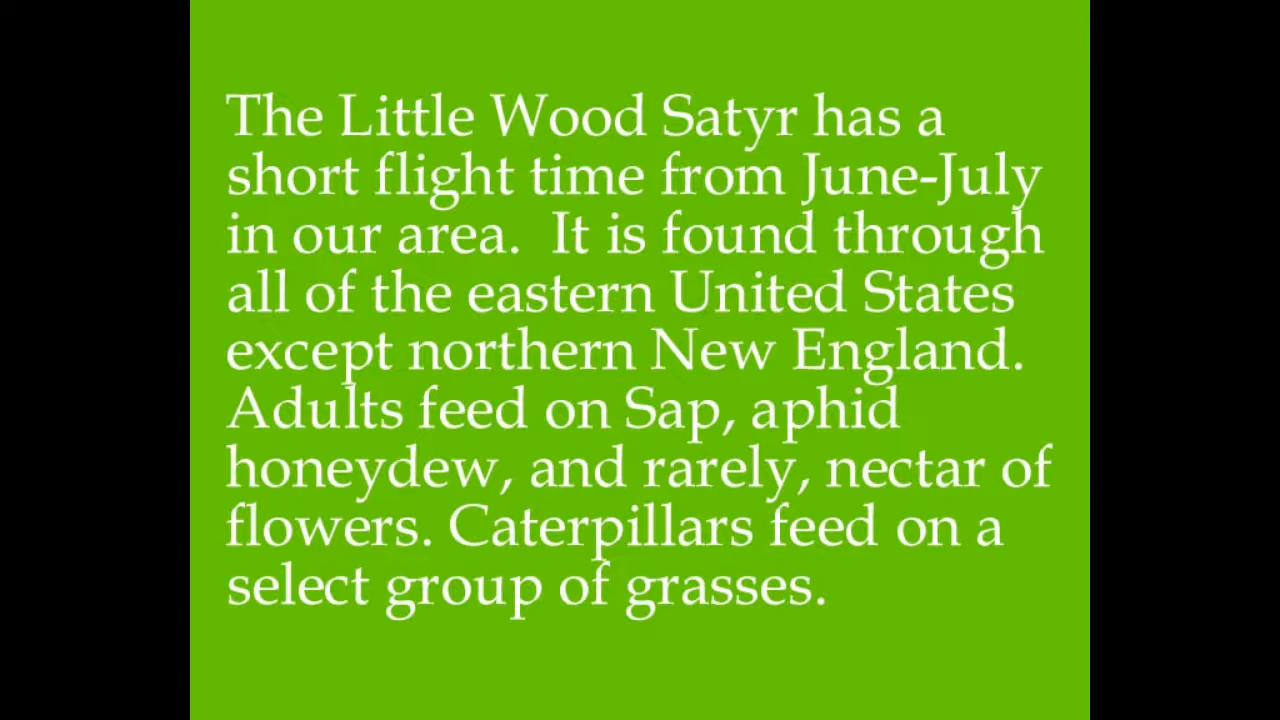 The Little Wood Satyr has a
short flight time from June-July
in our area.  It is found through
all of the eastern United States
except northern New England.
Adults feed on Sap, aphid
honeydew, and rarely, nectar of
flowers. Caterpillars feed on a
select group of grasses.